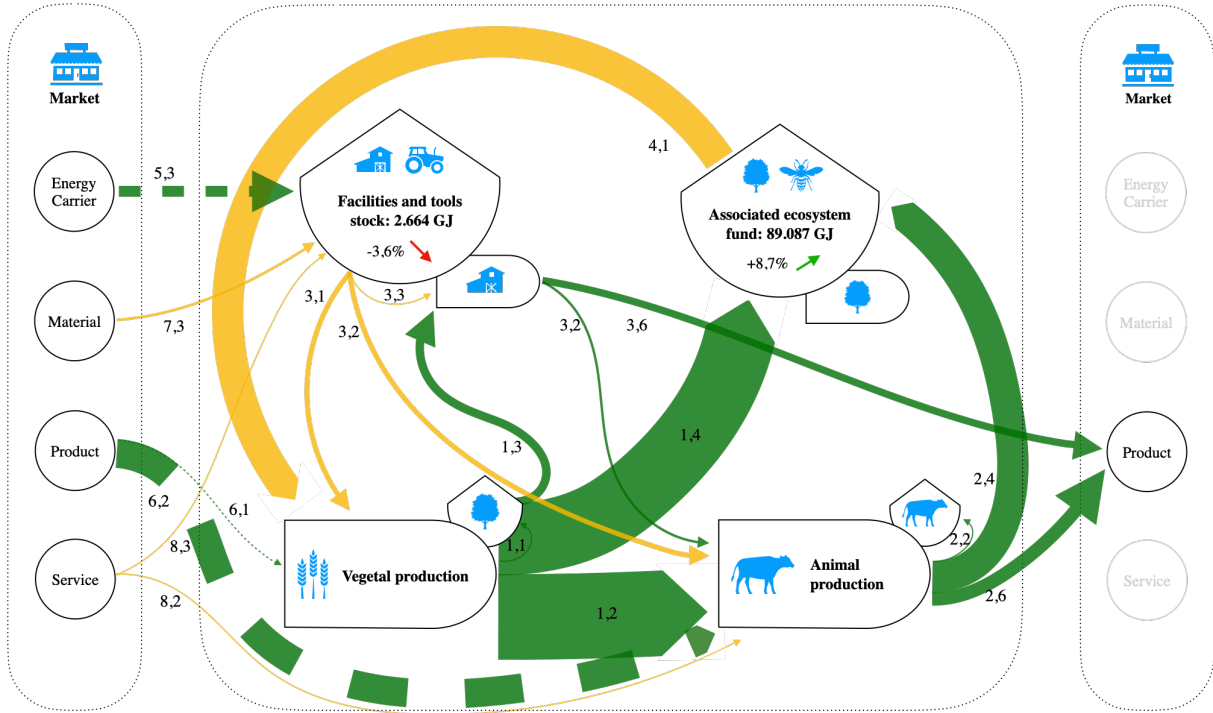 Market
Energy
Carrier
Material
Product
Service
5,3
7,3
6,2
6,1
8,3
8,2
Facilities and tools
stock: 2.664 GJ
-3,6%
3,1
3,3
3,2
4,1
Associated ecosystem
fund: 89.087 GJ
+8,7%
3,2
3,6
1,3
1,4
1,1
Vegetal production
1,2
Animal
production
2,2
2,4
2,6
Market
Energy
Carrier
Material
Product
Service